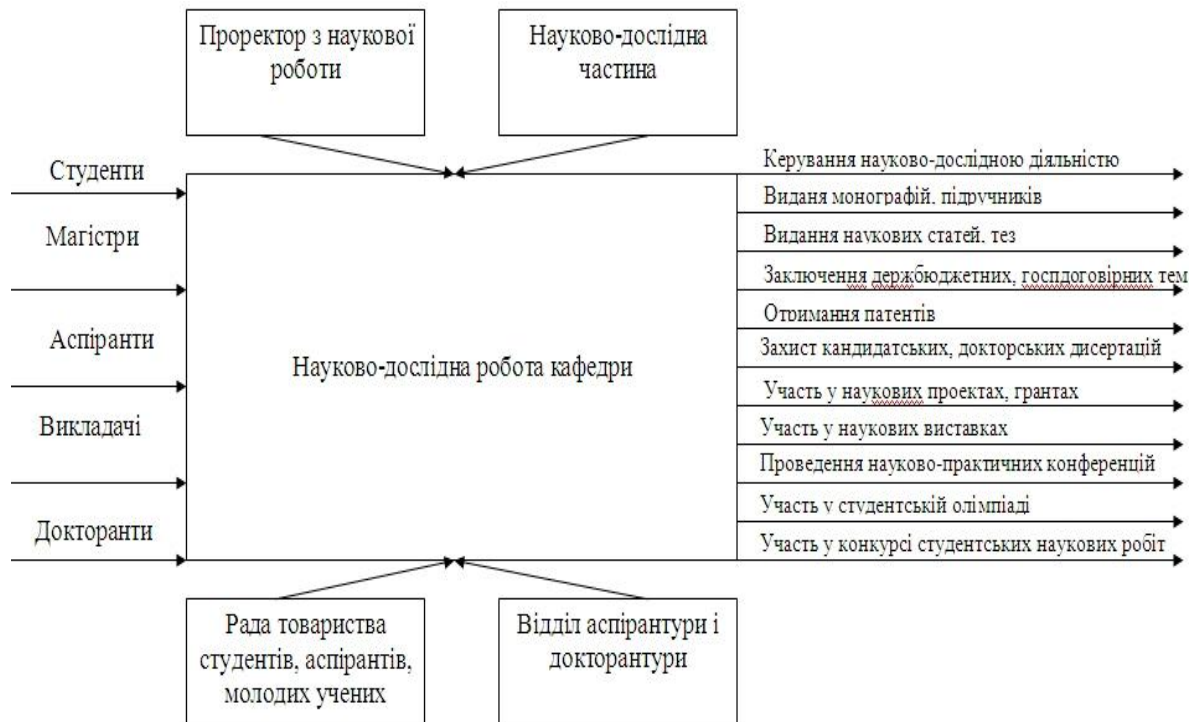 Проректор з наукової
роботи
Науково-дослідна
частина
Студенти
Магістри
Аспіранти
Викладачі
Докторанти
Науково-дослідна робота кафедри
Керування науково-дослідною діяльністю
Виданя монографій, підручників
Видання наукових статей, тез
Заключення держбюджетних, госпдоговірних тем
Отримання патентів
Захист кандидатських, докторських дисертацій
Участь у наукових проектах, грантах
Участь у наукових виставках
Проведення науково-практичних конференцій
Участь у студентській олімпіаді
Участь у конкурсі студентських наукових робіт
Рада товариства
студентів, аспірантів,
молодих учених
Відділ аспірантури і
докторантури